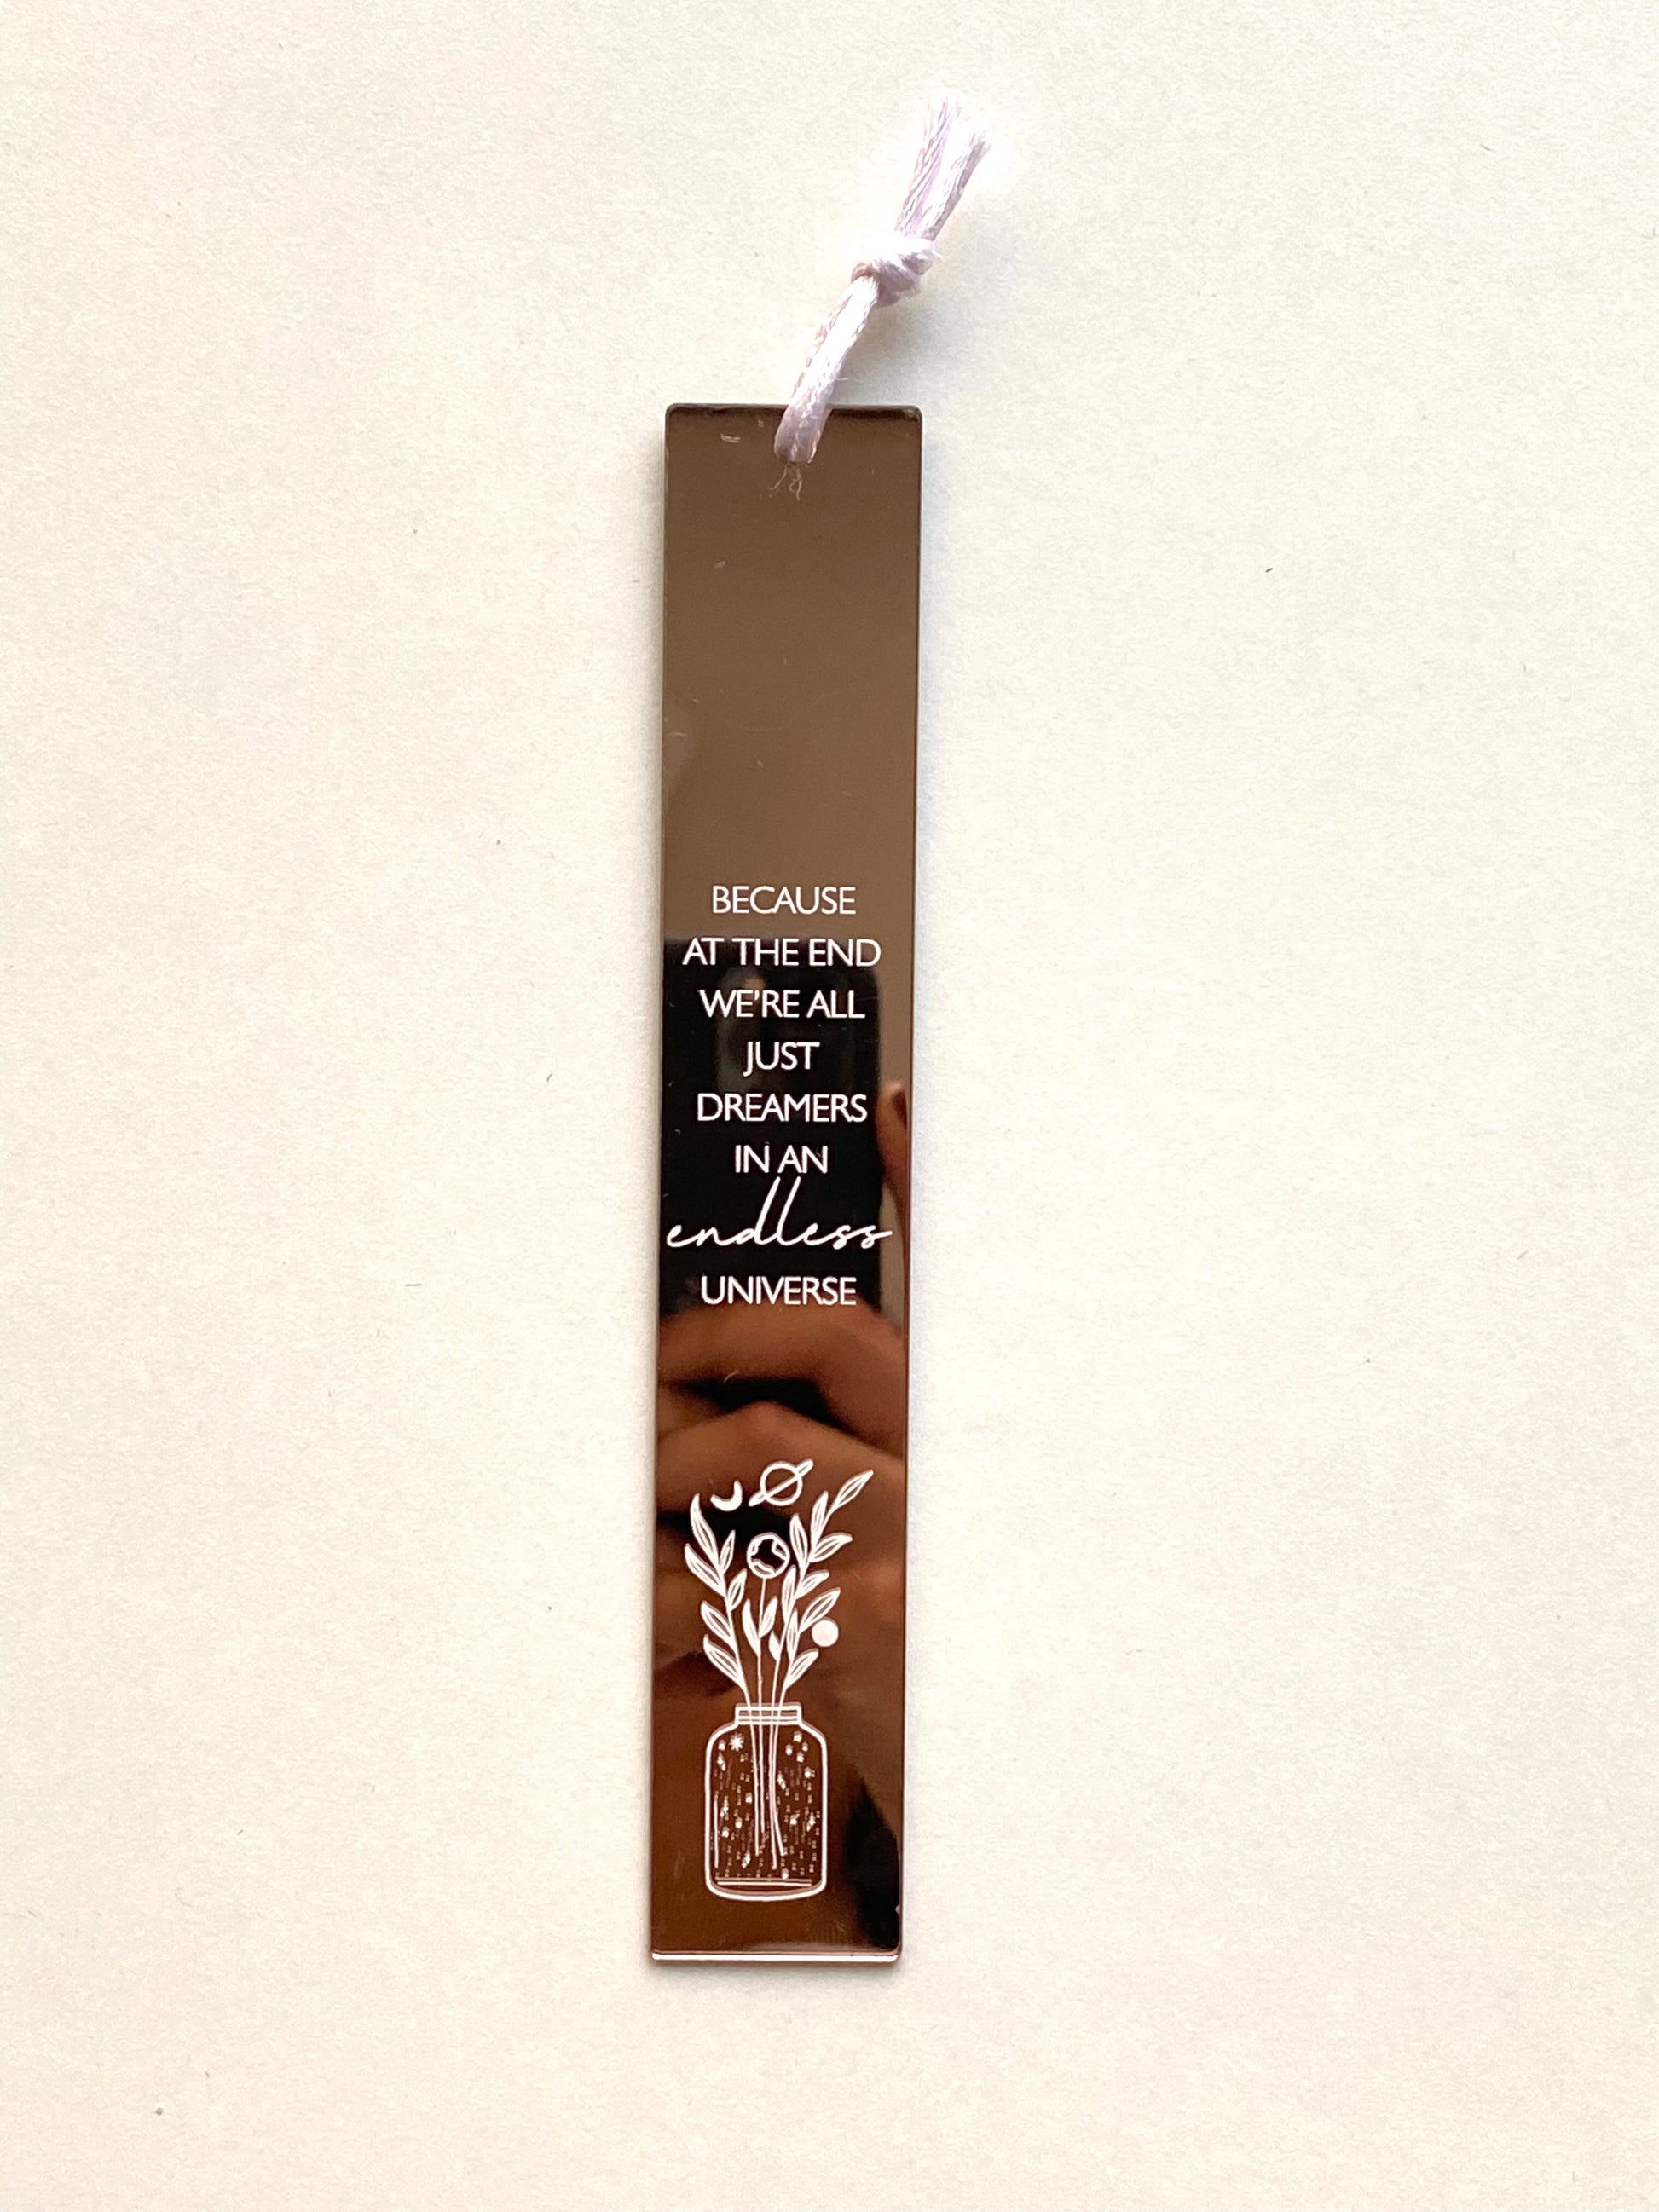 BECAUSE
AT THE END
WE'RE ALL
JUST
DREAMERS
IN AN
endless
UNIVERSE